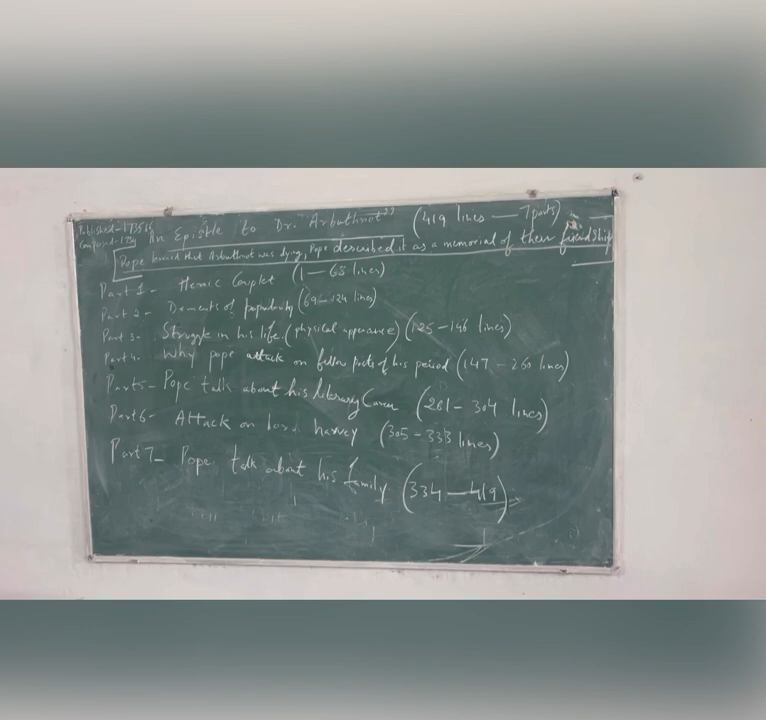 Published - 1735
Composed - 1734
An Epistle to Dr. Arbuthnot" (419 lines — 7 parts)
Pope learned that Arbuthnot was dying, Pope described it as a memorial of their friendship
Part 1 - Heroic Couplet (1 — 68 lines)
Part 2 - Demerits of popularity (69 - 124 lines)
Part 3 - Struggle in his life. (physical apperance) (125 - 146 lines)
Part 4 - Why pope attack on fellow poets of his period (147 - 260 lines)
Part 5 - Pope talk about his literary Career (261 - 304 lines)
Part 6 - Attack on lord harvey (305 - 333 lines)
Part 7 - Pope talk about his family (334 — 419)